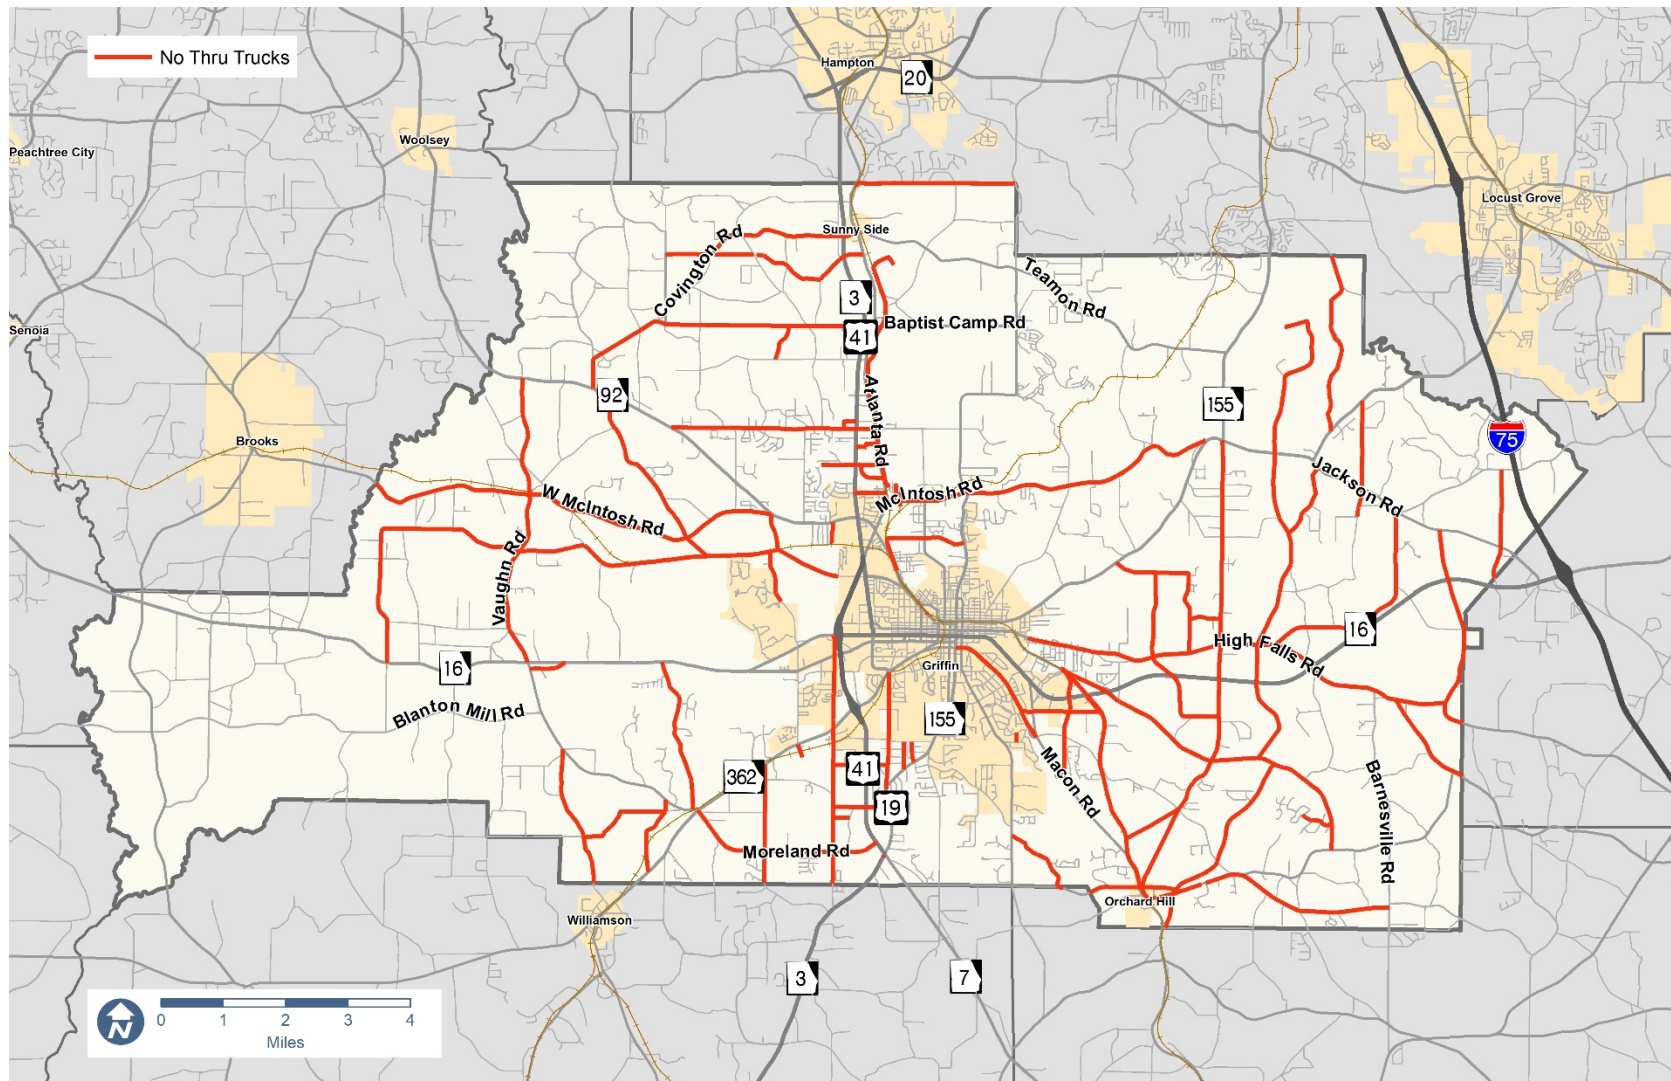 No Thru Trucks
Hampton
20
Woolsey
Peachtree City
Locust Grove
Sunny Side
Covington Rd
Teamon Rd
3
Senoia
Baptist Camp Rd
41
Atlanta Rd
92
155
75
Brooks
Jackson Rd
W McIntosh Rd
McIntosh Rd
Vaughn Rd
16
High Falls Rd
16
Griffin
Blanton Mill Rd
155
Macon Rd
362
41
19
Barnesville Rd
Moreland Rd
Orchard Hill
Williamson
3
7
N
0 1 2 3 4
Miles